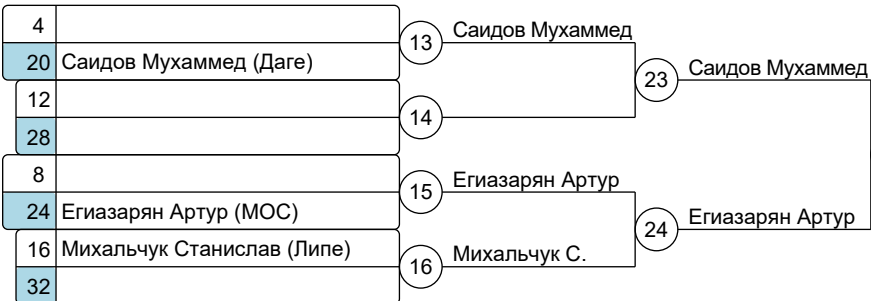 4
20 Саидов Мухаммед (Даге)
12
28
8
24 Егиазарян Артур (МОС)
16 Михальчук Станислав (Липе)
32
13 Саидов Мухаммед
14
15 Егиазарян Артур
16 Михальчук С.
23 Саидов Мухаммед
24 Егиазарян Артур